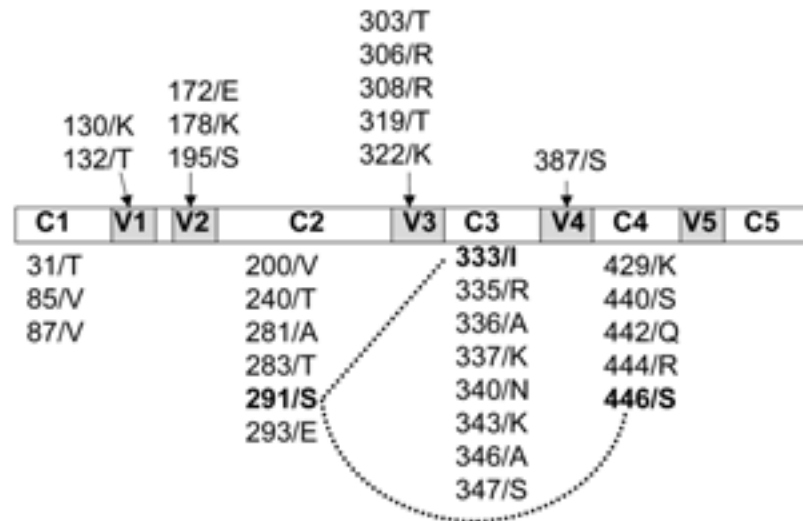 303/T
306/R
308/R
319/T
322/K
172/E
178/K
195/S
130/K
132/T
387/S
C1 V1 V2 C2 V3 C3 V4 C4 V5 C5
31/T
85/V
87/V
200/V
240/T
281/A
283/T
291/S
293/E
333/I
335/R
336/A
337/K
340/N
343/K
346/A
347/S
429/K
440/S
442/Q
444/R
446/S